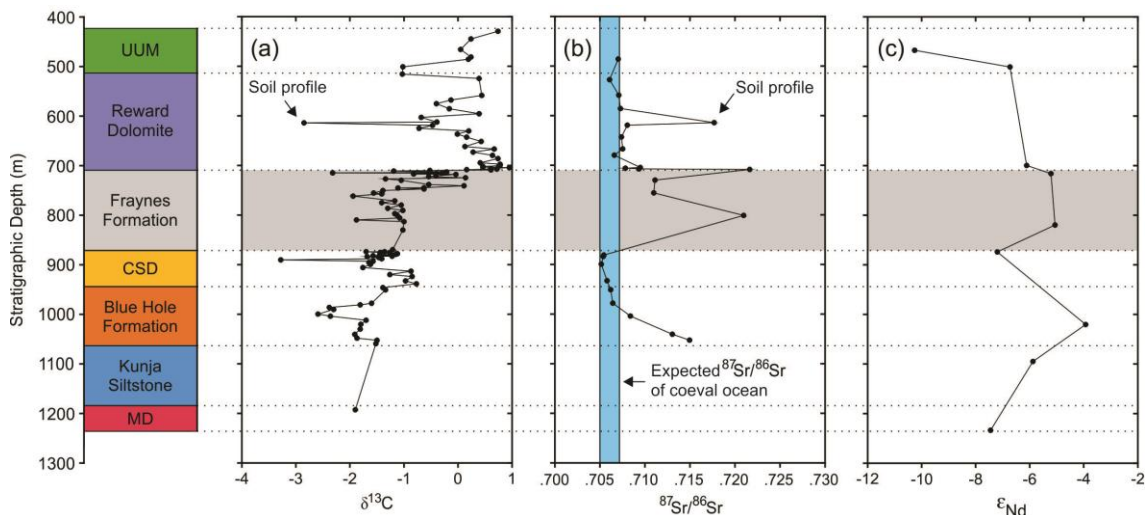 Stratigraphic Depth (m)
400
500
600
700
800
900
1000
1100
1200
1300
UUM
Reward
Dolomite
Fraynes
Formation
CSD
Blue Hole
Formation
Kunja
Siltstone
MD
(a)
Soil profile
-4 -3 -2 -1 0 1
δ¹³C
(b)
Soil profile
Expected ⁸⁷Sr/⁸⁶Sr
of coeval ocean
.700 .705 .710 .715 .720 .725 .730
⁸⁷Sr/⁸⁶Sr
(c)
-12 -10 -8 -6 -4 -2
εNd